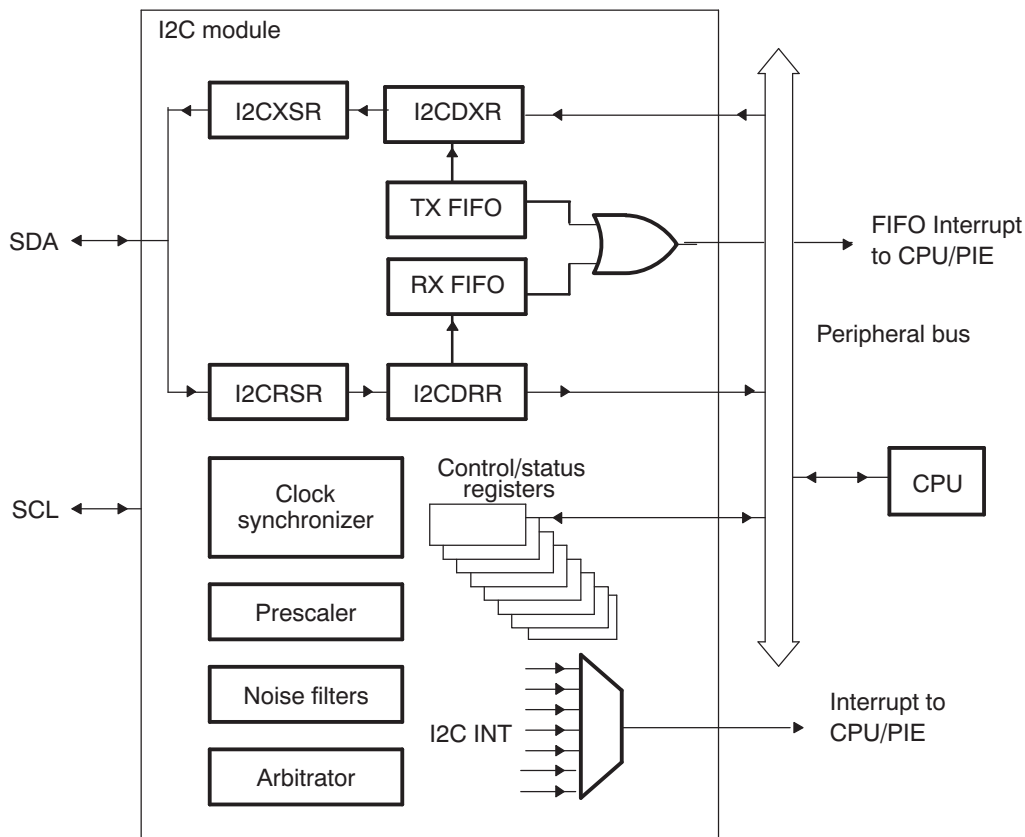 I2C module
I2CXSR
I2CDXR
TX FIFO
SDA
FIFO Interrupt
to CPU/PIE
RX FIFO
Peripheral bus
I2CRSR
I2CDRR
Control/status
registers
Clock
synchronizer
CPU
SCL
Prescaler
Noise filters
I2C INT
Interrupt to
CPU/PIE
Arbitrator